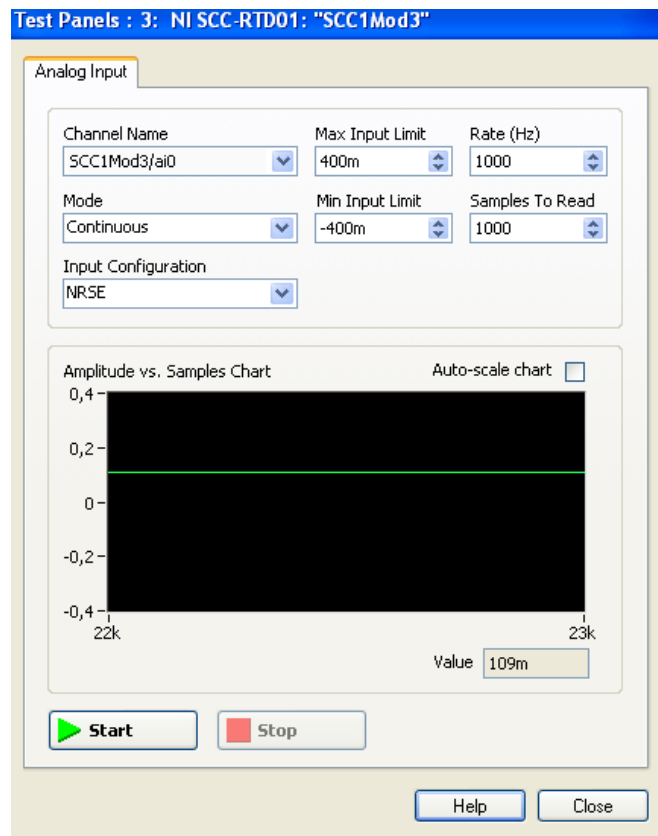 Test Panels : 3: NI SCC-RTD01: "SCC1Mod3"
Analog Input
Channel Name
SCC1Mod3/ai0
Max Input Limit
400m
Rate (Hz)
1000
Mode
Continuous
Min Input Limit
-400m
Samples To Read
1000
Input Configuration
NRSE
Amplitude vs. Samples Chart
Auto-scale chart
0,4
0,2
0
-0,2
-0,4
22k
23k
Value
109m
Start
Stop
Help
Close